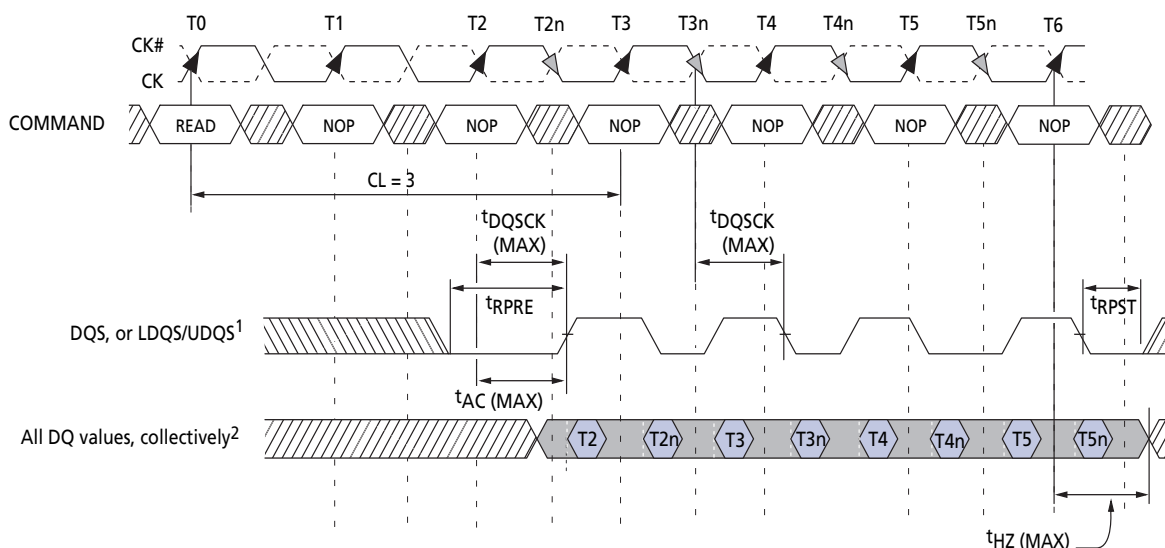 T0 T1 T2 T2n T3 T3n T4 T4n T5 T5n T6
CK#
CK
COMMAND READ NOP NOP NOP NOP NOP NOP
CL = 3
tDQSCK
(MAX)
tDQSCK
(MAX)
tRPRE
tRPST
DQS, or LDQS/UDQS1
tAC (MAX)
All DQ values, collectively2 T2 T2n T3 T3n T4 T4n T5 T5n
tHZ (MAX)